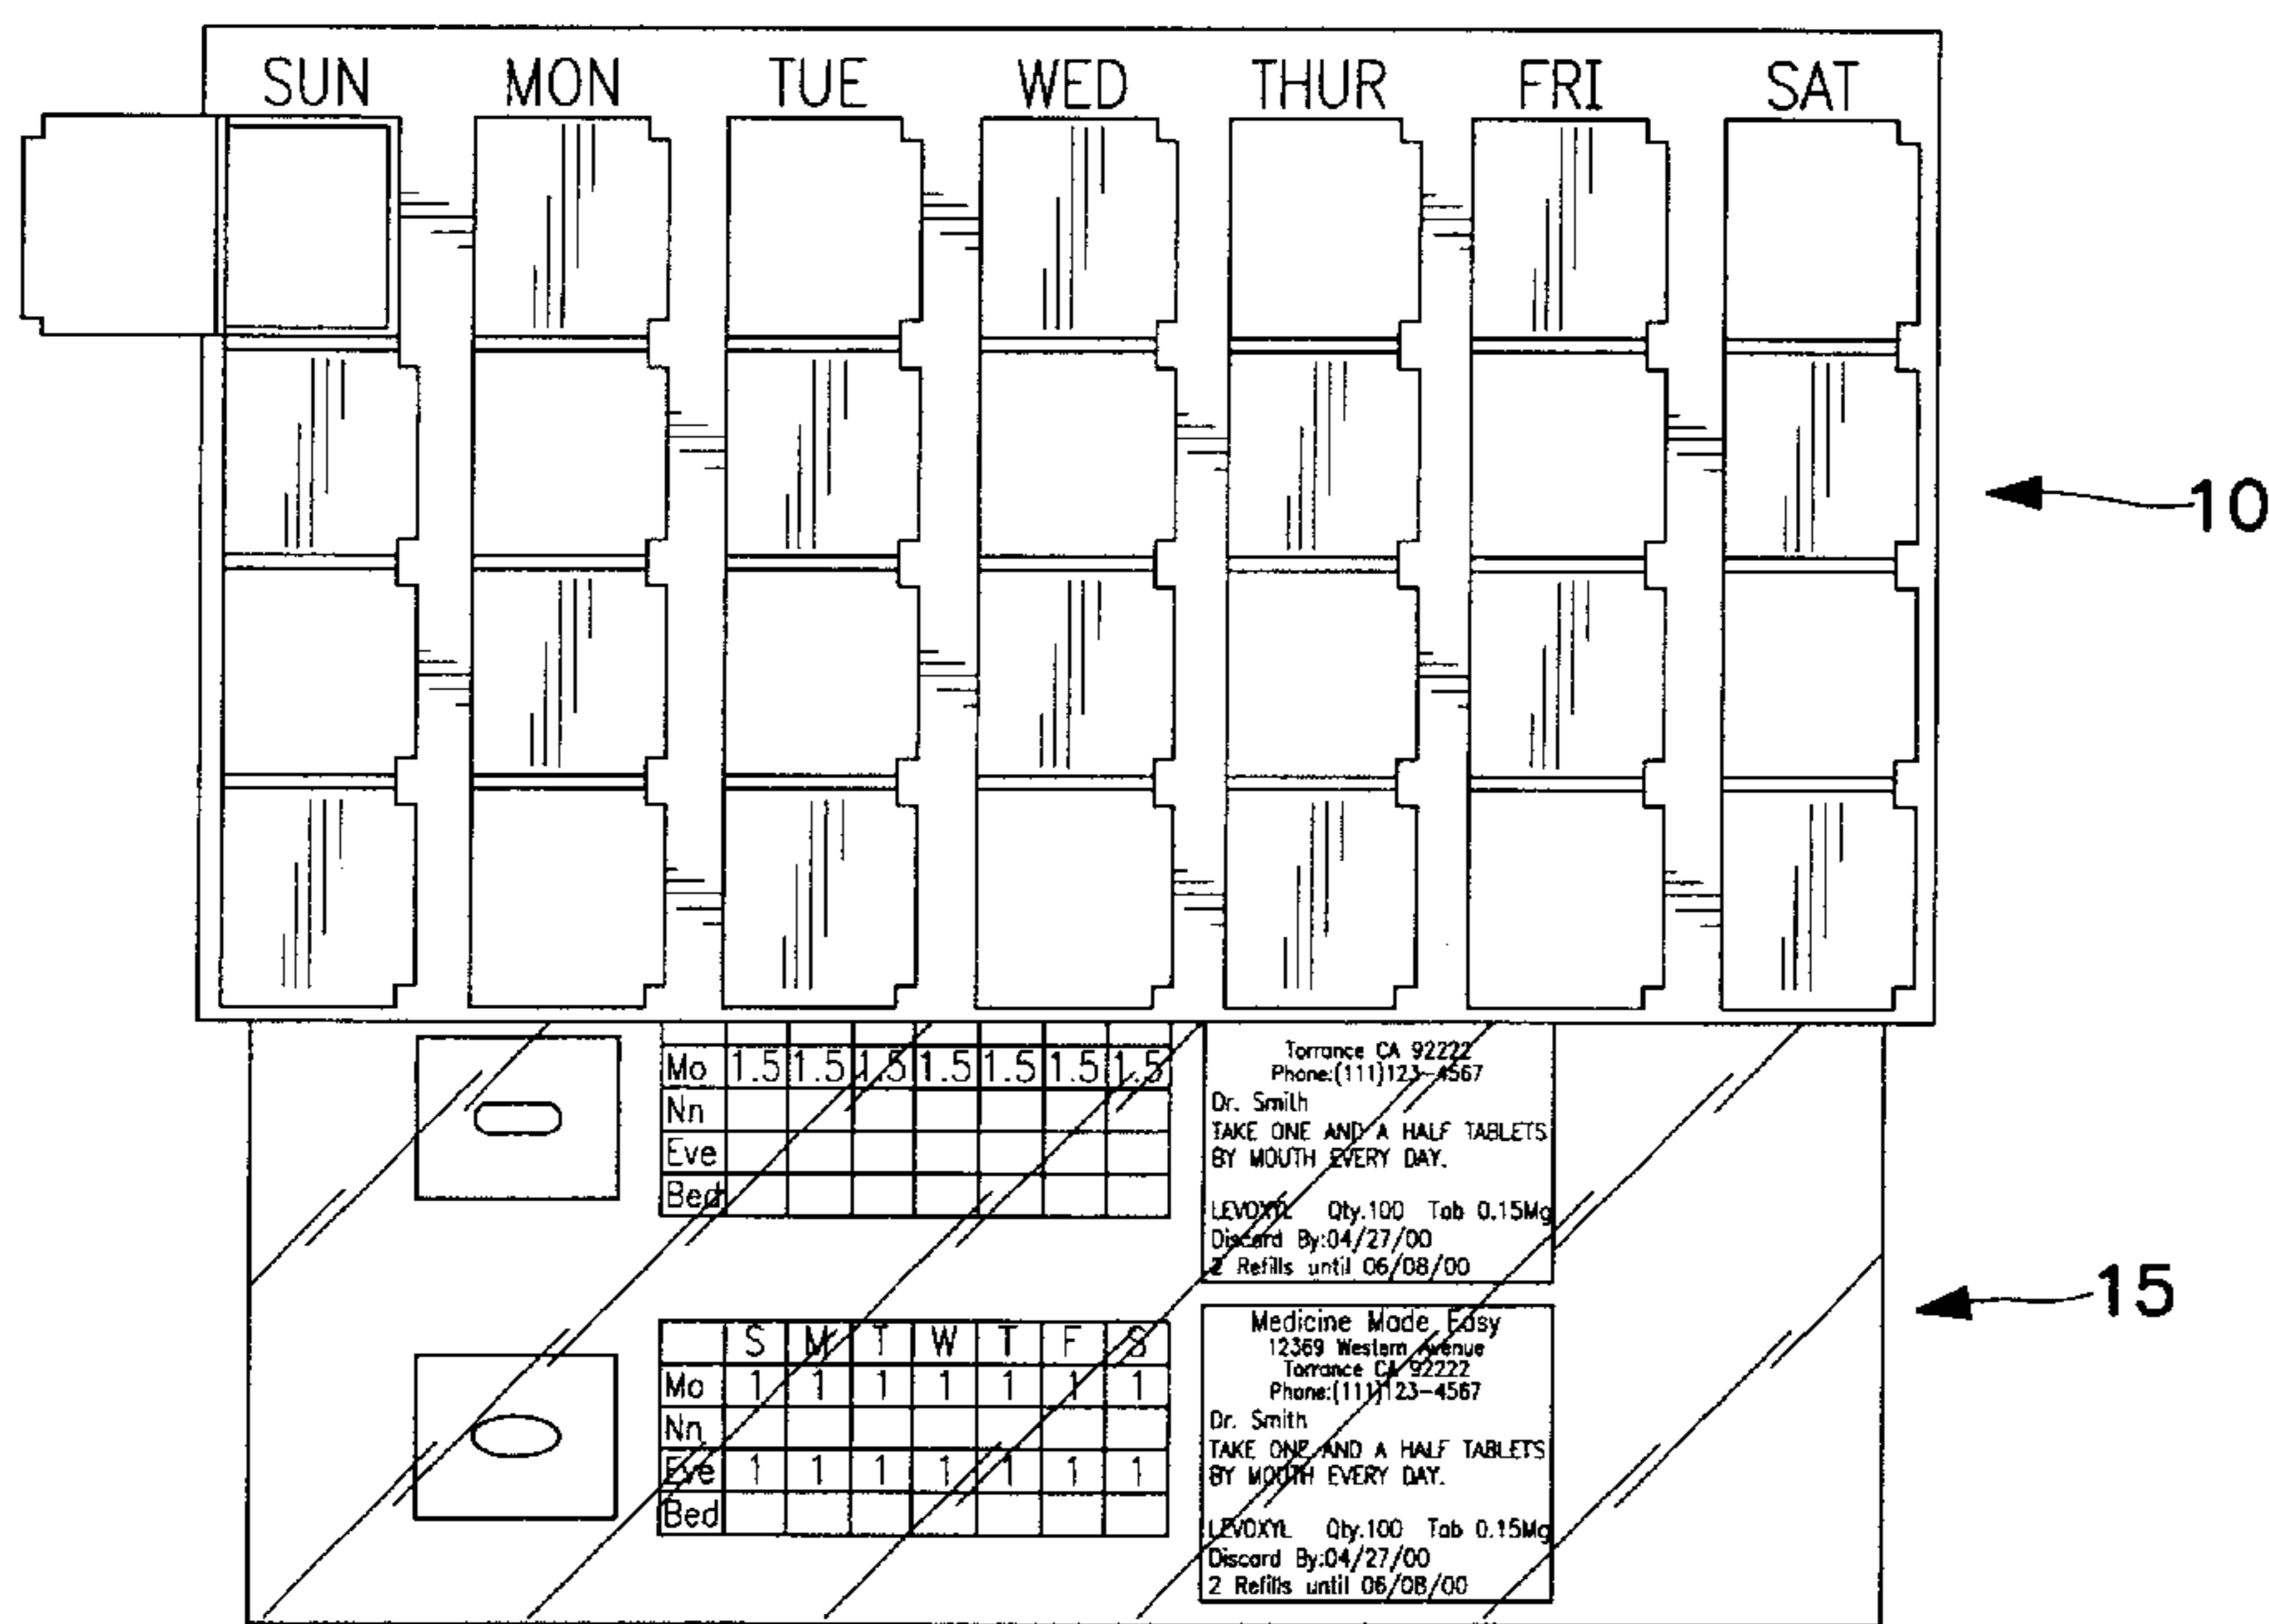 SUN MON TUE WED THUR FRI SAT
10
Mo 1.5 1.5 1.5 1.5 1.5 1.5 1.5
Nn
Eve
Bed
Torrance CA 92222
Phone:(111)123-4567
Dr. Smith
TAKE ONE AND A HALF TABLETS
BY MOUTH EVERY DAY.
LEVOXYL Qty.100 Tab 0.15Mg
Discard By:04/27/00
2 Refills until 06/08/00
15
S M T W T F S
Mo 1 1 1 1 1 1 1
Nn
Eve 1 1 1 1 1 1 1
Bed
Medicine Made Easy
12369 Western Avenue
Torrance CA 92222
Phone:(111)123-4567
Dr. Smith
TAKE ONE AND A HALF TABLETS
BY MOUTH EVERY DAY.
LEVOXYL Qty.100 Tab 0.15Mg
Discard By:04/27/00
2 Refills until 06/08/00